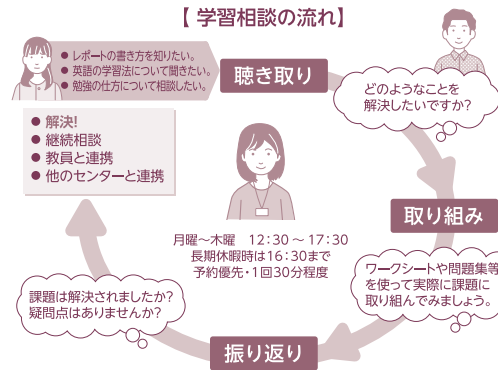 【 学習相談の流れ】
● レポートの書き方を知りたい。
● 英語の学習法について聞きたい。
● 勉強の仕方について相談したい。
聴き取り
どのようなことを
解決したいですか?
取り組み
ワークシートや問題集等
を使って実際に課題に
取り組んでみましょう。
振り返り
課題は解決されましたか?
疑問点はありませんか?
● 解決!
● 継続相談
● 教員と連携
● 他のセンターと連携
月曜～木曜　12：30 ～ 17：30
長期休暇時は16：30まで
予約優先・1回30分程度